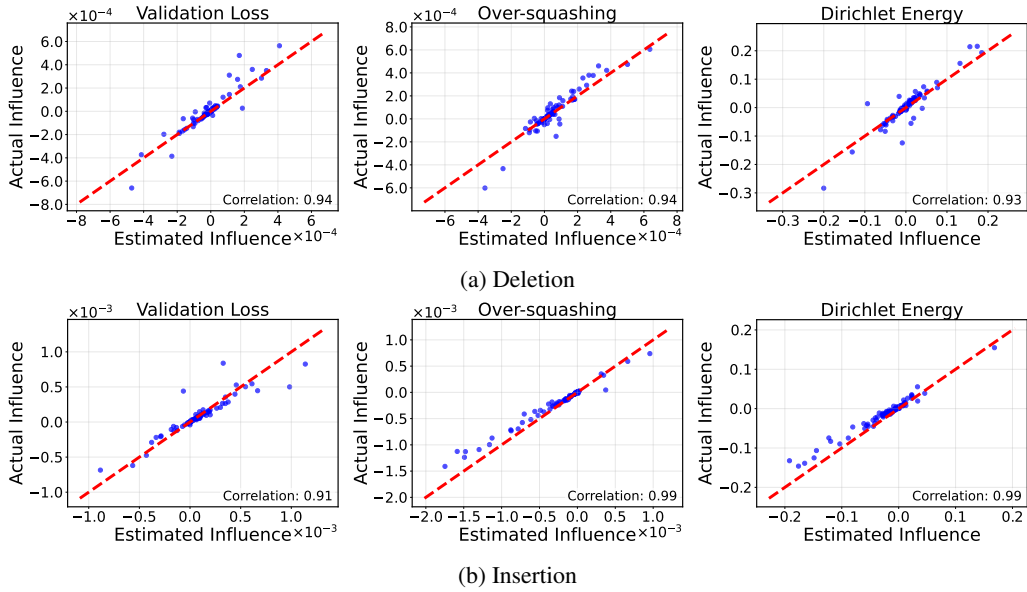 Validation Loss
×10⁻⁴
6.0
4.0
2.0
0.0
−2.0
−4.0
−6.0
−8.0
Actual Influence
−8 −6 −4 −2 0 2 4 6
Estimated Influence×10⁻⁴
Correlation: 0.94
Over-squashing
8.0×10⁻⁴
6.0
4.0
2.0
0.0
−2.0
−4.0
−6.0
Actual Influence
−6 −4 −2 0 2 4 6 8
Estimated Influence×10⁻⁴
Correlation: 0.94
Dirichlet Energy
0.2
0.1
0.0
−0.1
−0.2
−0.3
Actual Influence
−0.3 −0.2 −0.1 0.0 0.1 0.2
Estimated Influence
Correlation: 0.93
(a) Deletion
Validation Loss
×10⁻³
1.0
0.5
0.0
−0.5
−1.0
Actual Influence
−1.0 −0.5 0.0 0.5 1.0
Estimated Influence×10⁻³
Correlation: 0.91
Over-squashing
×10⁻³
1.0
0.5
0.0
−0.5
−1.0
−1.5
−2.0
Actual Influence
−2.0 −1.5 −1.0 −0.5 0.0 0.5 1.0
Estimated Influence×10⁻³
Correlation: 0.99
Dirichlet Energy
0.2
0.1
0.0
−0.1
−0.2
Actual Influence
−0.2 −0.1 0.0 0.1 0.2
Estimated Influence
Correlation: 0.99
(b) Insertion